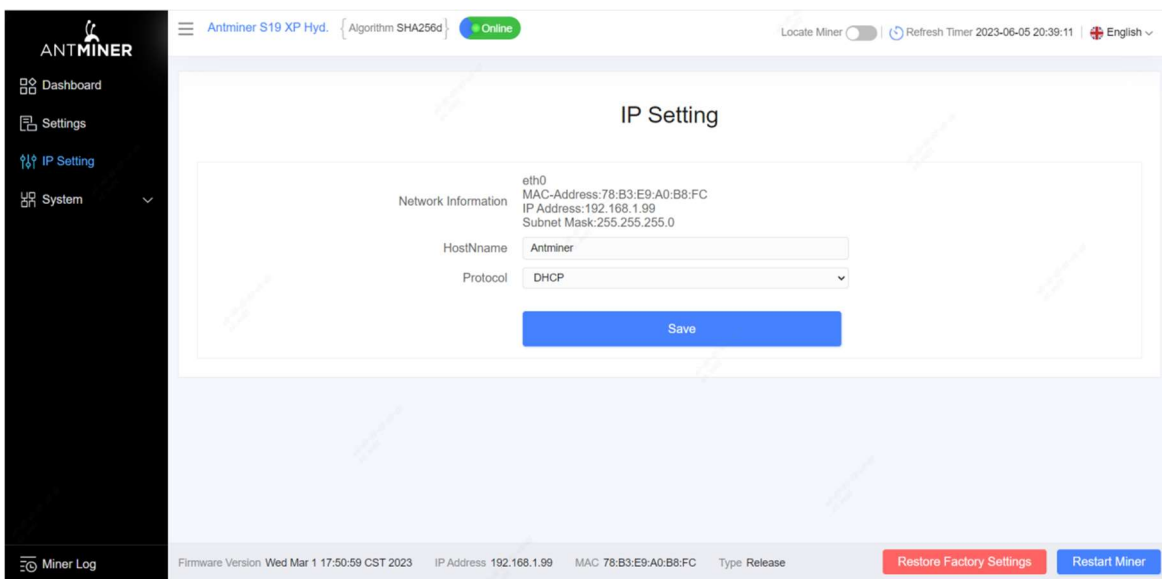 ANTMINER
Antminer S19 XP Hyd. {Algorithm SHA256d} Online
Locate Miner Refresh Timer 2023-06-05 20:39:11 English
Dashboard
Settings
IP Setting
System
Miner Log
IP Setting
Network Information
eth0
MAC-Address:78:B3:E9:A0:B8:FC
IP Address:192.168.1.99
Subnet Mask:255.255.255.0
HostNname Antminer
Protocol DHCP
Save
Firmware Version Wed Mar 1 17:50:59 CST 2023 IP Address 192.168.1.99 MAC 78:B3:E9:A0:B8:FC Type Release
Restore Factory Settings Restart Miner